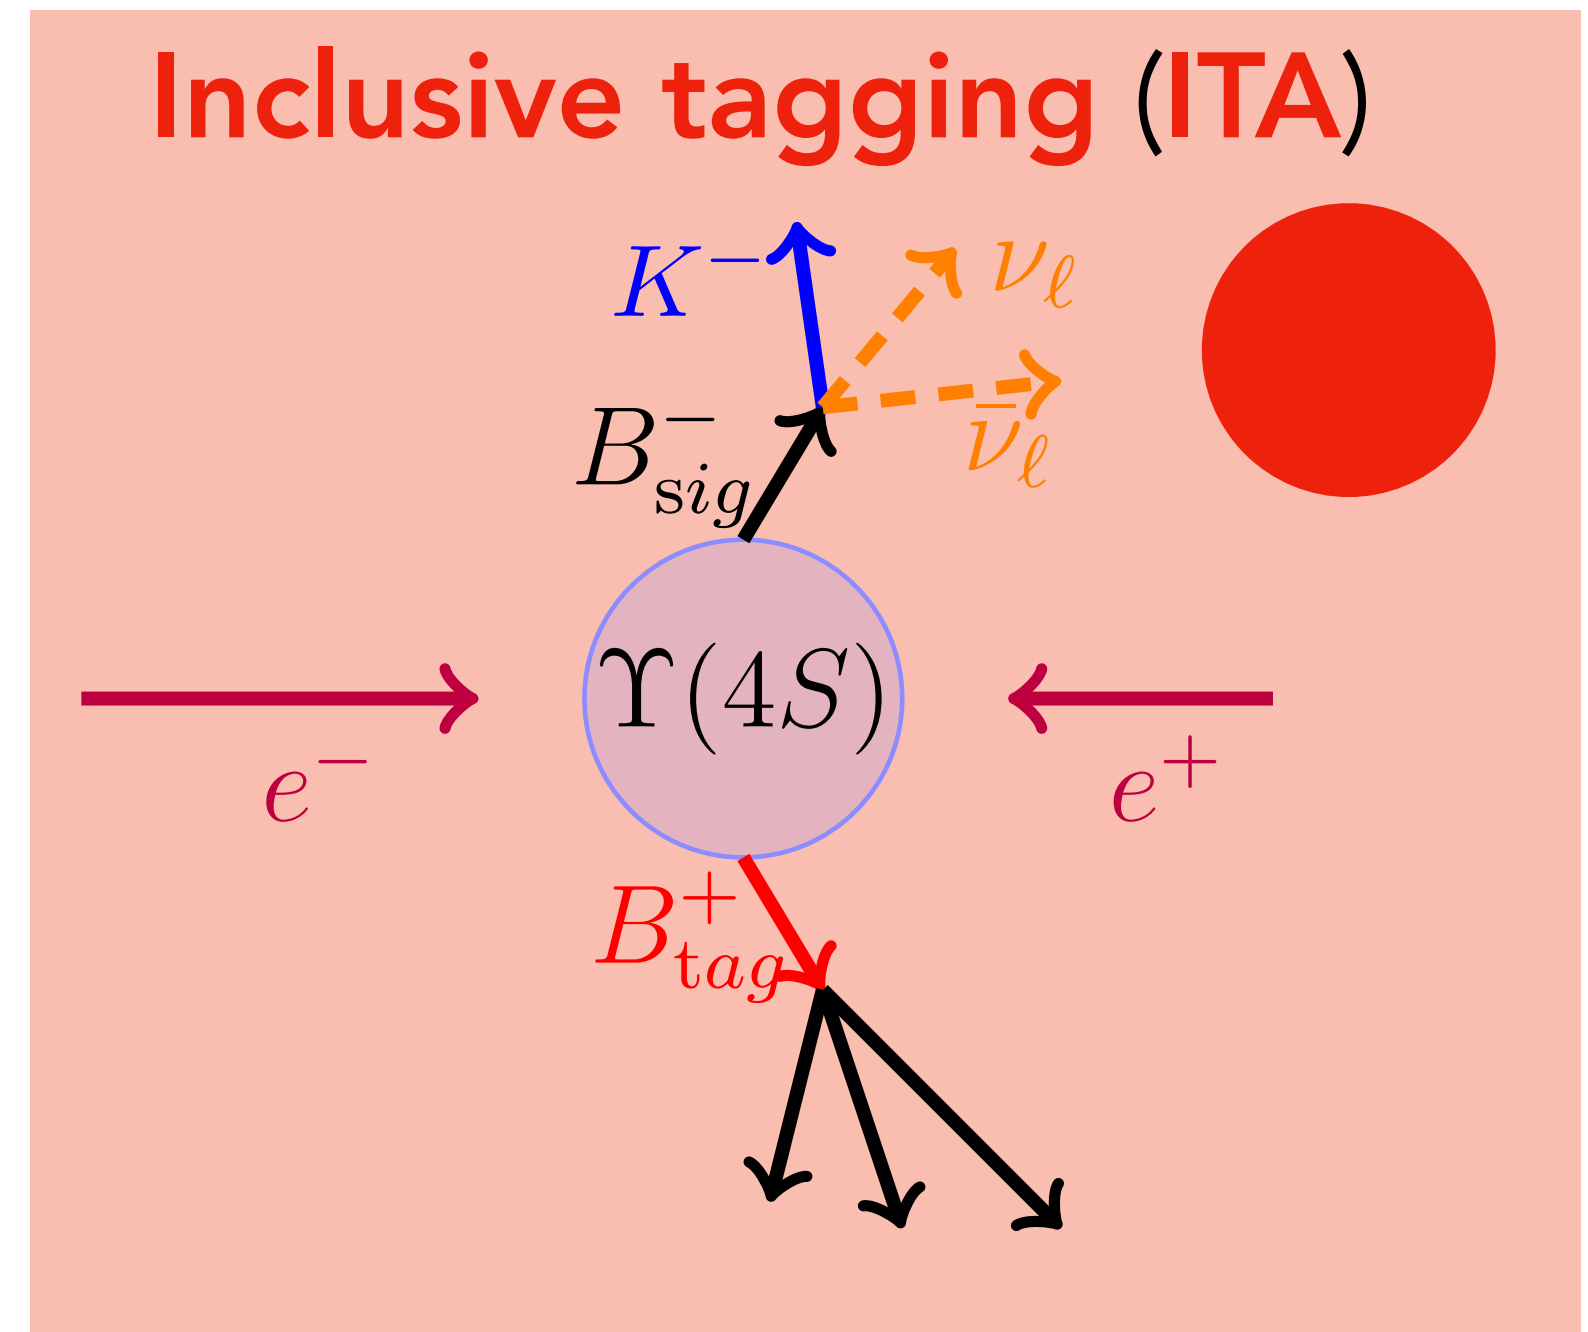 Inclusive tagging (ITA)
K⁻
ν_ℓ
ν̄_ℓ
B⁻_sig
Υ(4S)
e⁻
e⁺
B⁺_tag